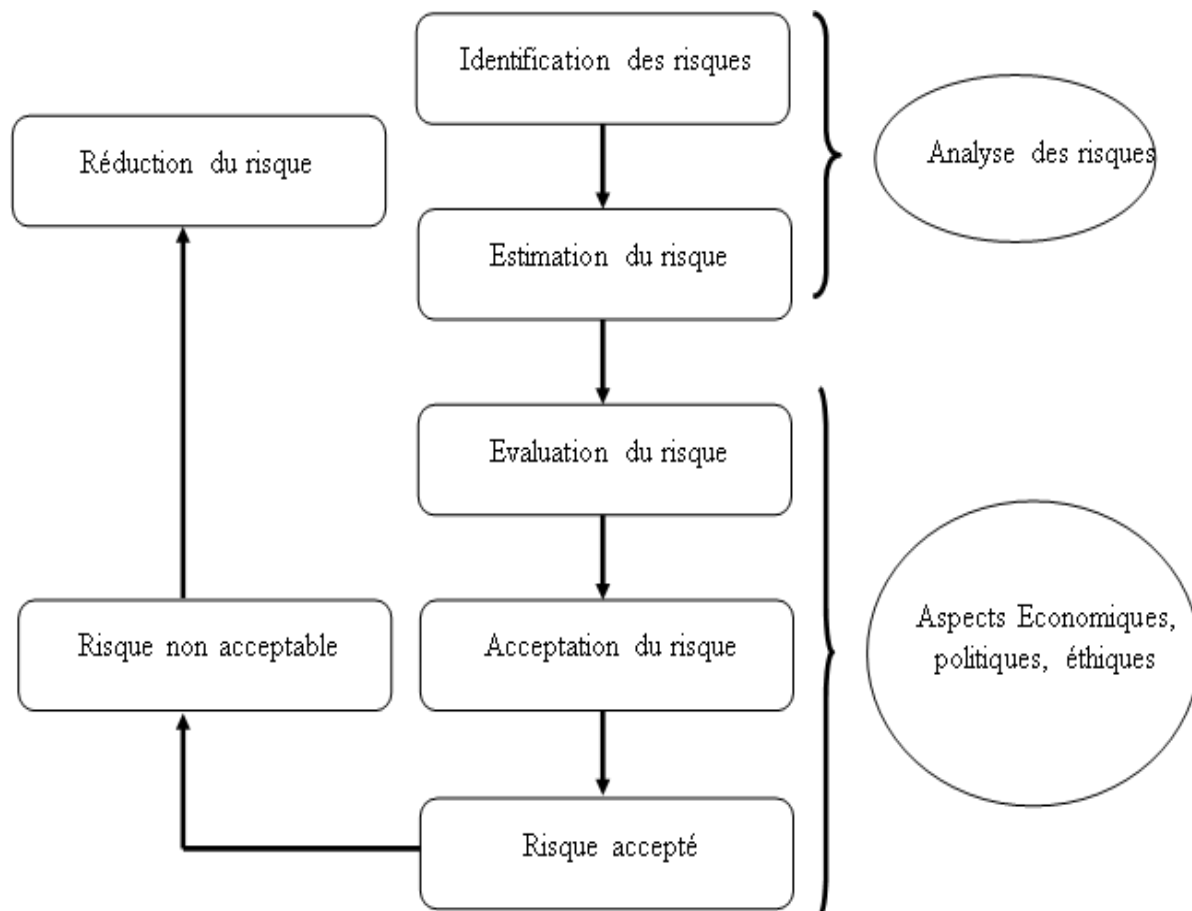 Identification des risques
Réduction du risque
Analyse des risques
Estimation du risque
Evaluation du risque
Risque non acceptable
Acceptation du risque
Aspects Economiques,
politiques, éthiques
Risque accepté